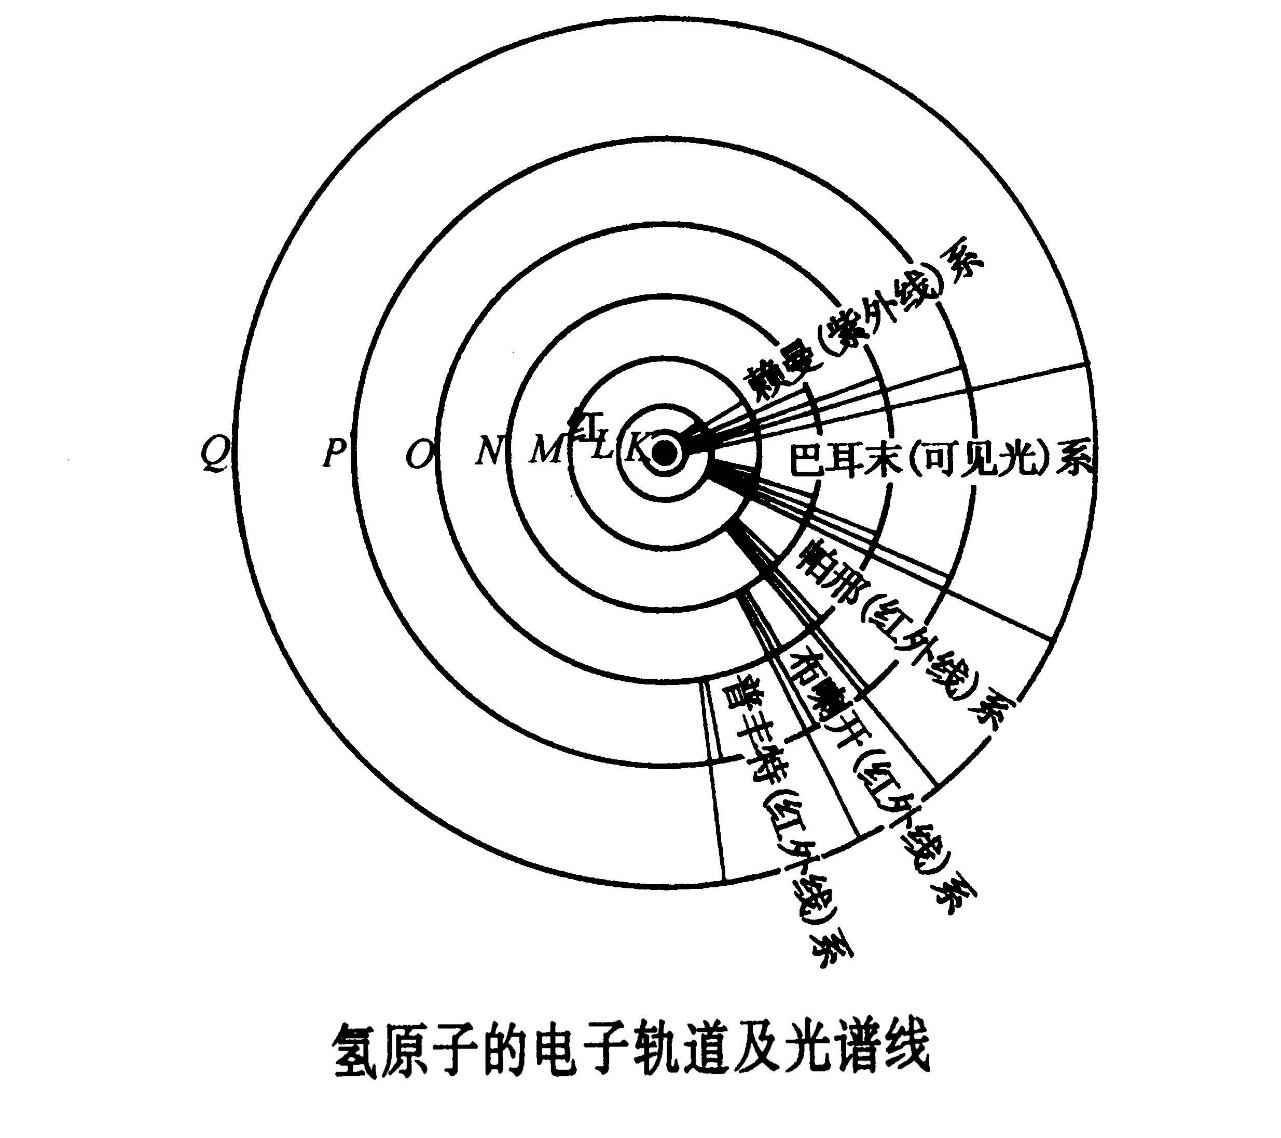 赖曼(紫外线)系
红
Q P O N M L K
巴耳末(可见光)系
帕邢(红外线)系
布喇开(红外线)系
普丰特(红外线)系
氢原子的电子轨道及光谱线